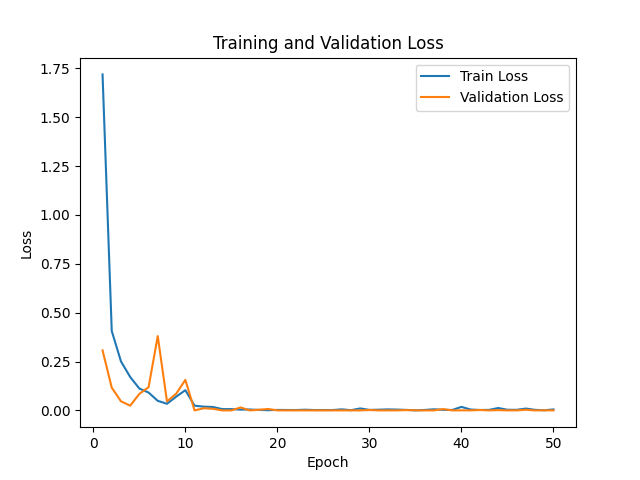 Training and Validation Loss
Train Loss
Validation Loss
1.75
1.50
1.25
1.00
0.75
0.50
0.25
0.00
Loss
0 10 20 30 40 50
Epoch